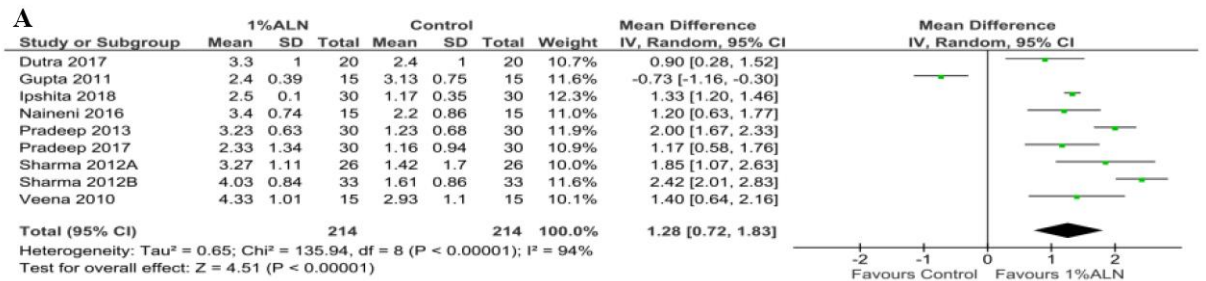 A
1%ALN Control Mean Difference Mean Difference
Study or Subgroup Mean SD Total Mean SD Total Weight IV, Random, 95% CI IV, Random, 95% CI
Dutra 2017 3.3 1 20 2.4 1 20 10.7% 0.90 [0.28, 1.52]
Gupta 2011 2.4 0.39 15 3.13 0.75 15 11.6% -0.73 [-1.16, -0.30]
Ipshita 2018 2.5 0.1 30 1.17 0.35 30 12.3% 1.33 [1.20, 1.46]
Naineni 2016 3.4 0.74 15 2.2 0.86 15 11.0% 1.20 [0.63, 1.77]
Pradeep 2013 3.23 0.63 30 1.23 0.68 30 11.9% 2.00 [1.67, 2.33]
Pradeep 2017 2.33 1.34 30 1.16 0.94 30 10.9% 1.17 [0.58, 1.76]
Sharma 2012A 3.27 1.11 26 1.42 1.7 26 10.0% 1.85 [1.07, 2.63]
Sharma 2012B 4.03 0.84 33 1.61 0.86 33 11.6% 2.42 [2.01, 2.83]
Veena 2010 4.33 1.01 15 2.93 1.1 15 10.1% 1.40 [0.64, 2.16]
Total (95% CI) 214 214 100.0% 1.28 [0.72, 1.83]
Heterogeneity: Tau² = 0.65; Chi² = 135.94, df = 8 (P < 0.00001); I² = 94%
Test for overall effect: Z = 4.51 (P < 0.00001)
-2 -1 0 1 2
Favours Control Favours 1%ALN